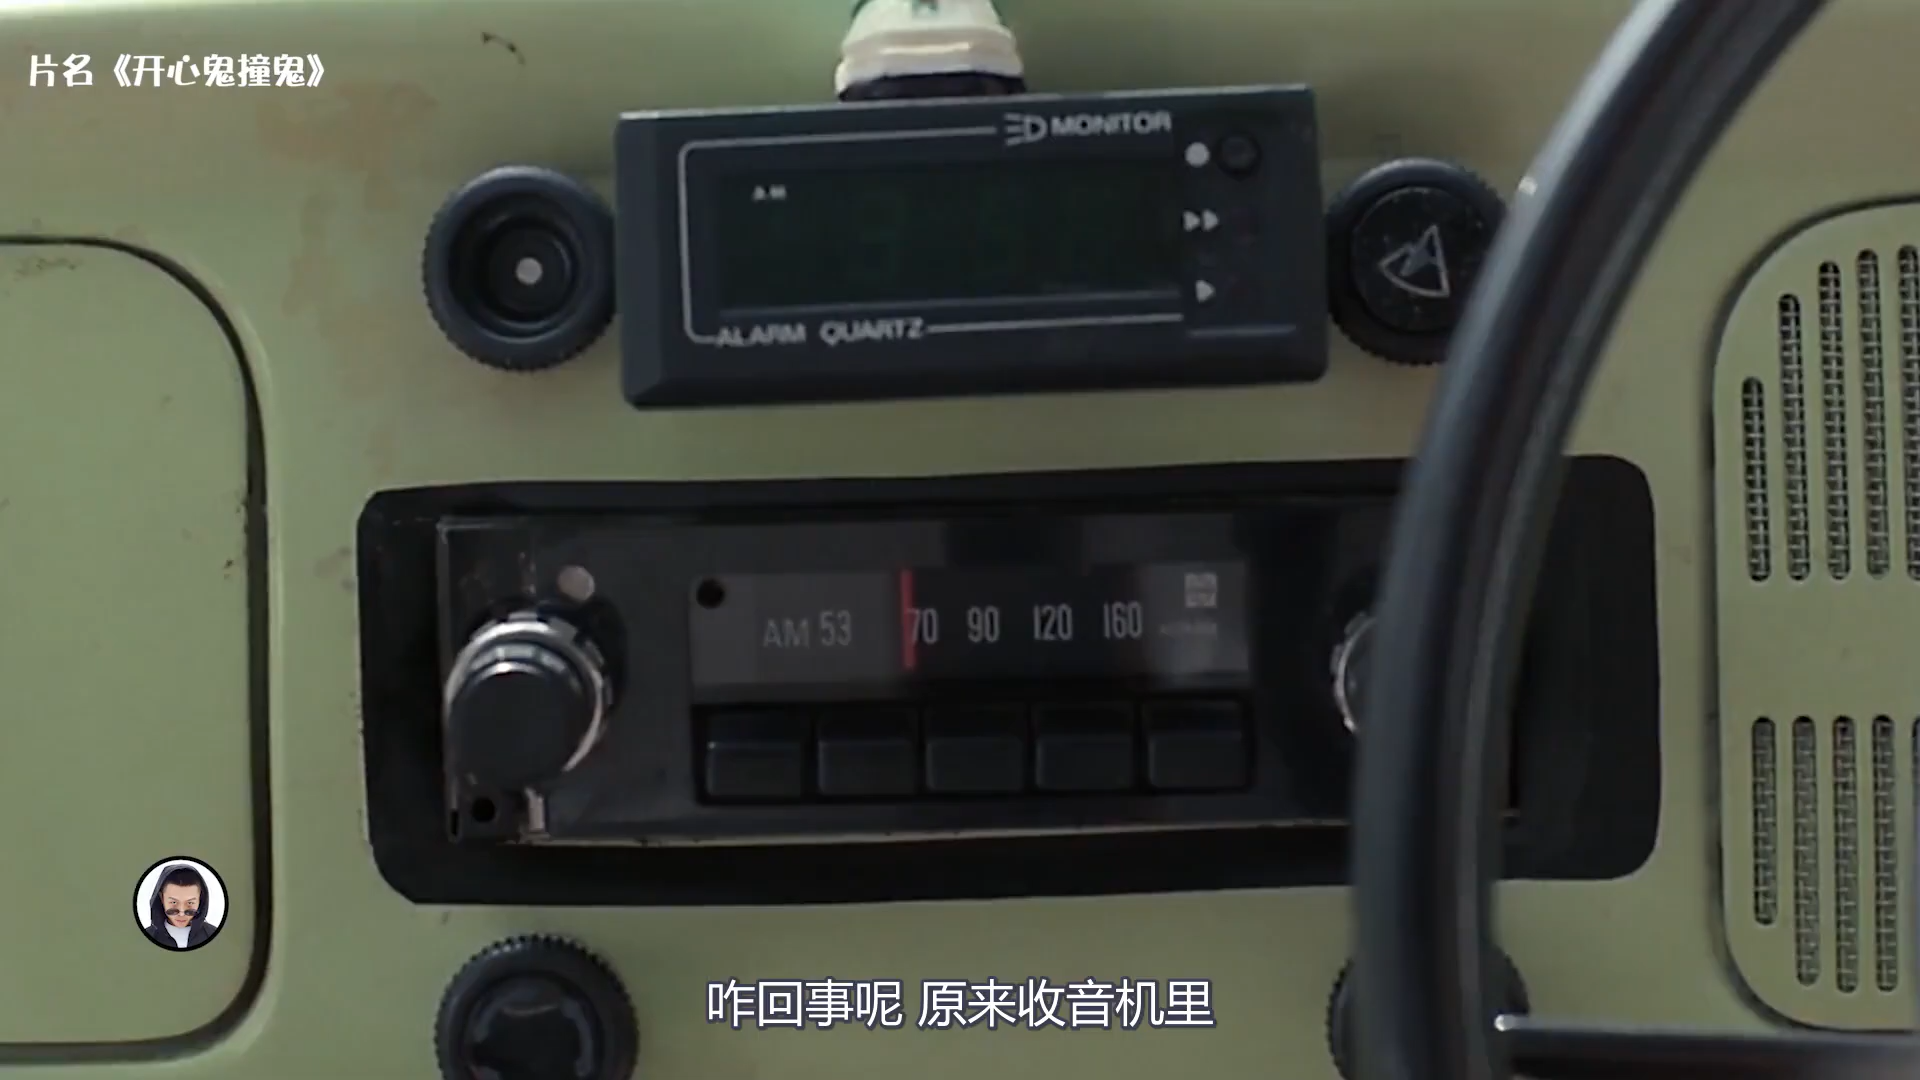 片名《开心鬼撞鬼》
MONITOR
AM
ALARM QUARTZ
AM 53 70 90 120 160
咋回事呢 原来收音机里